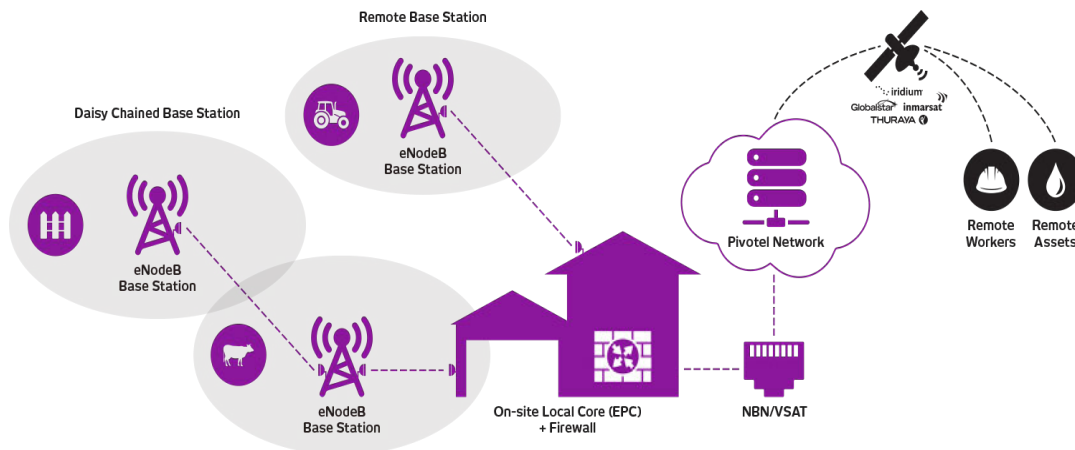 Remote Base Station
eNodeB
Base Station
Daisy Chained Base Station
eNodeB
Base Station
eNodeB
Base Station
On-site Local Core (EPC)
+ Firewall
NBN/VSAT
Pivotel Network
iridium
Globalstar
inmarsat
THURAYA
Remote
Workers
Remote
Assets